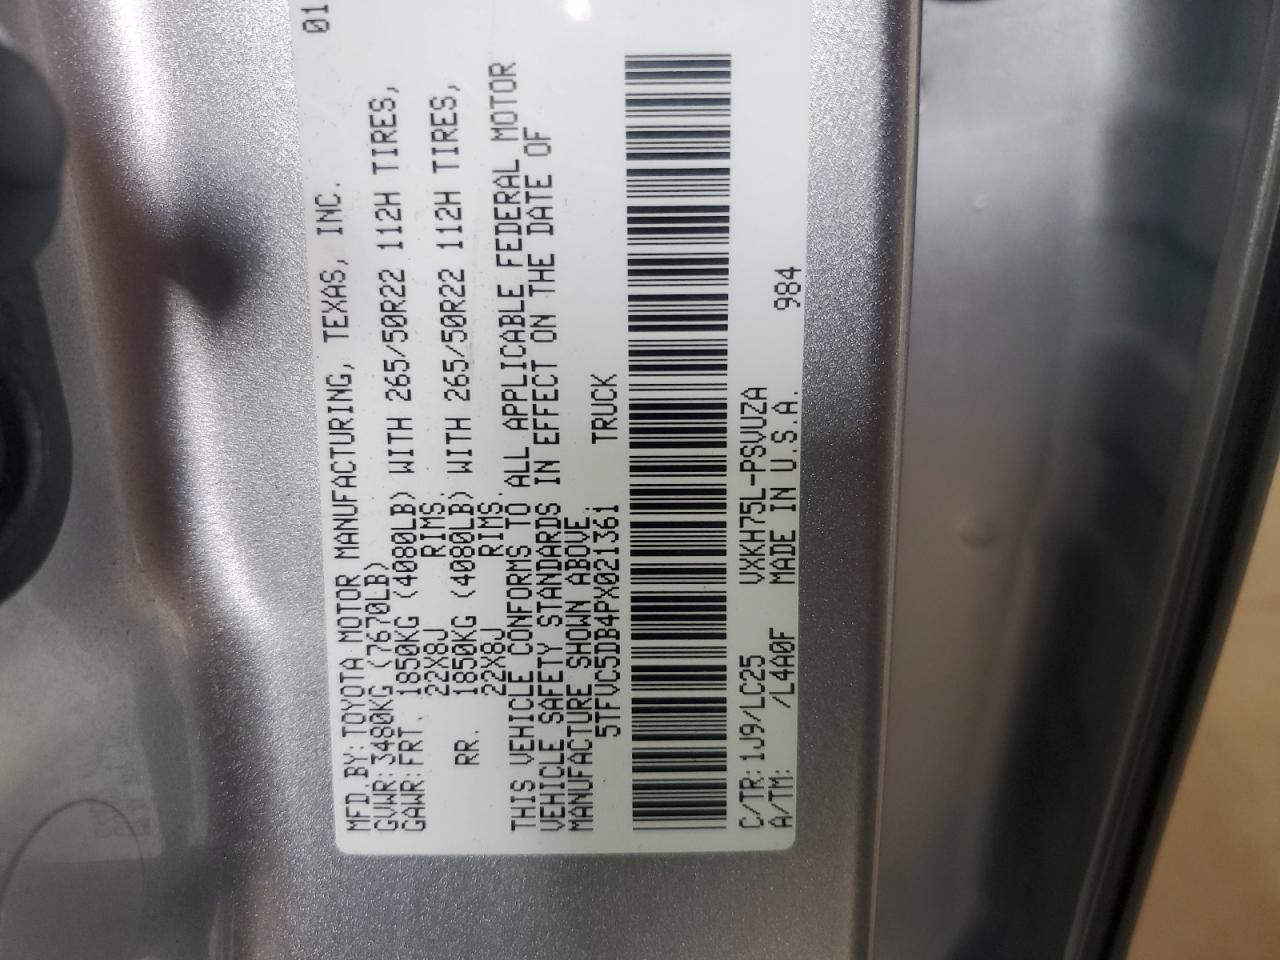 01
MFD.BY:TOYOTA MOTOR MANUFACTURING, TEXAS, INC.
GVWR:3480KG (7670LB)
GAWR:FRT. 1850KG (4080LB) WITH 265/50R22 112H TIRES,
22X8J RIMS.
RR. 1850KG (4080LB) WITH 265/50R22 112H TIRES,
22X8J RIMS.
THIS VEHICLE CONFORMS TO ALL APPLICABLE FEDERAL MOTOR
VEHICLE SAFETY STANDARDS IN EFFECT ON THE DATE OF
MANUFACTURE SHOWN ABOVE.
5TFVC5DB4PX021361 TRUCK
C/TR:1J9/LC25 VXKH75L-PSVUZA
A/TM: /L4A0F MADE IN U.S.A. 984